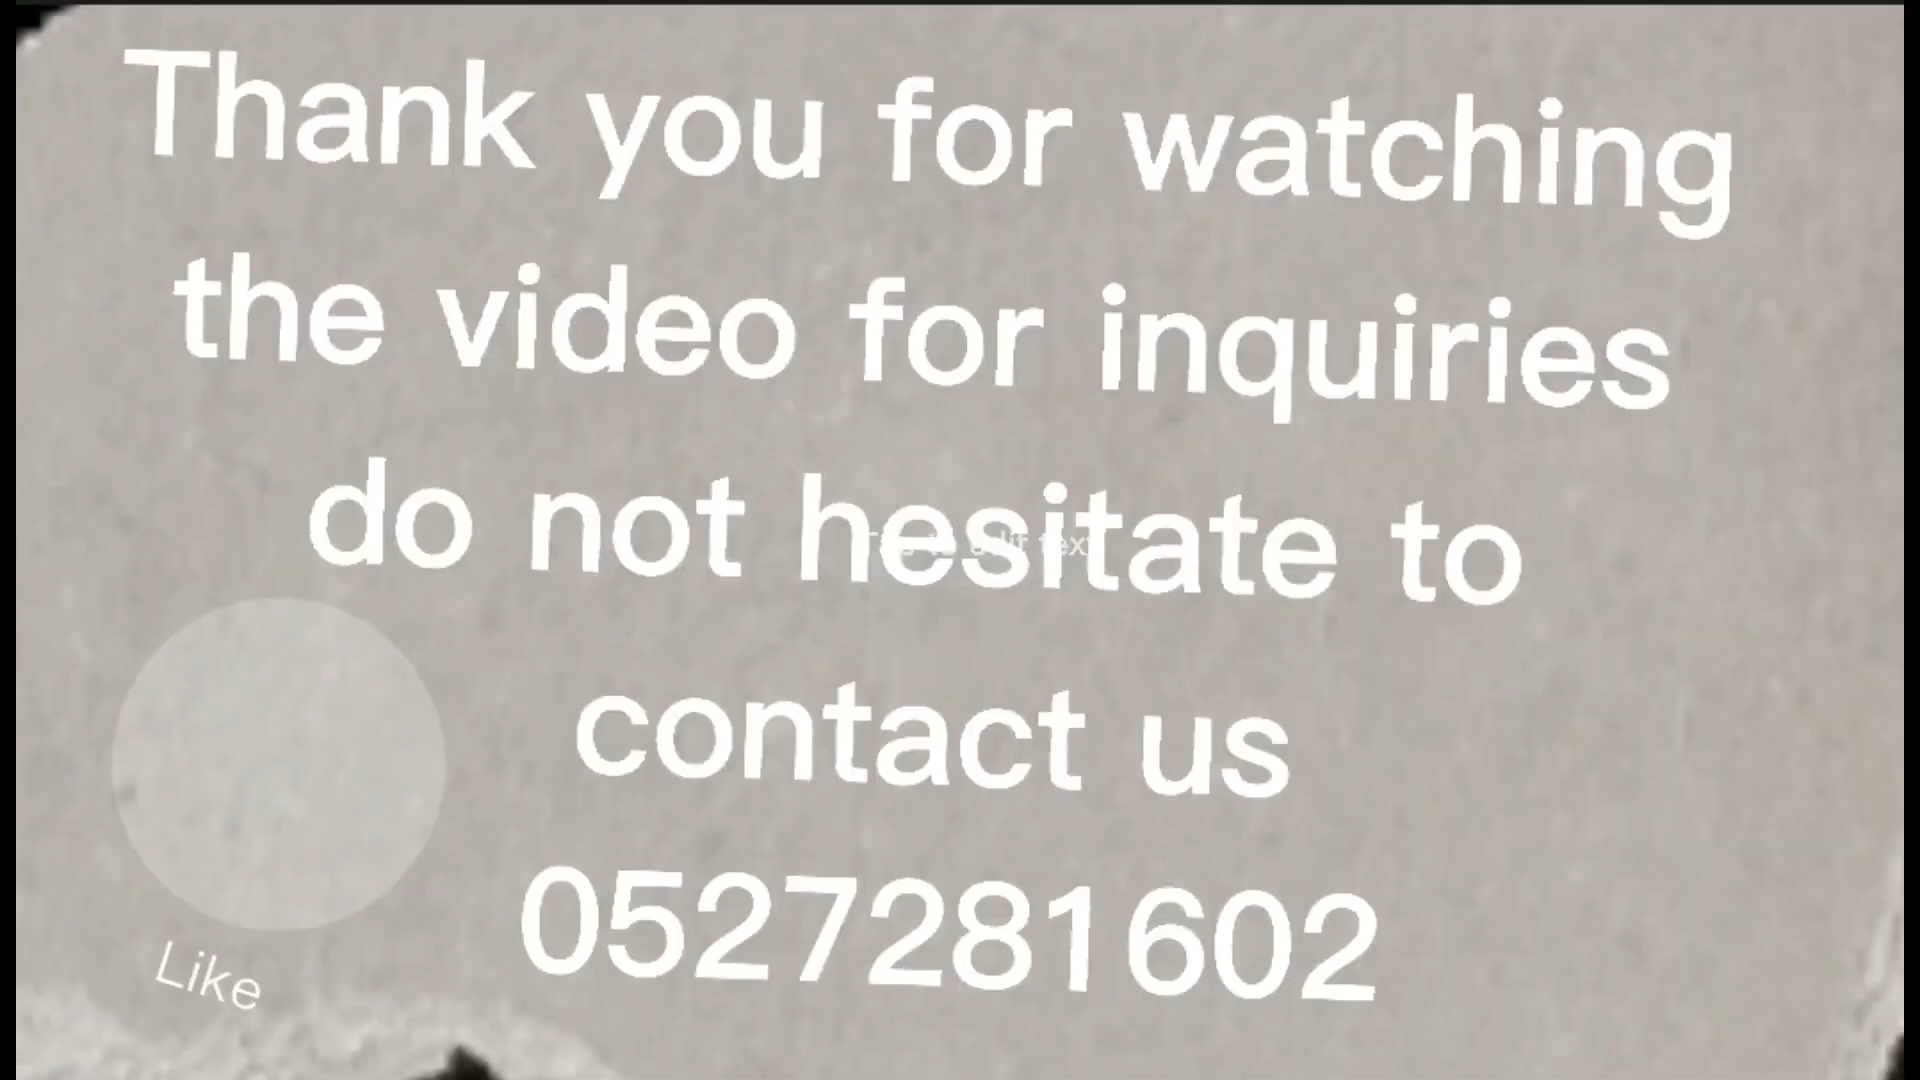 Thank you for watching
the video for inquiries
do not hesitate to
contact us
0527281602
Like